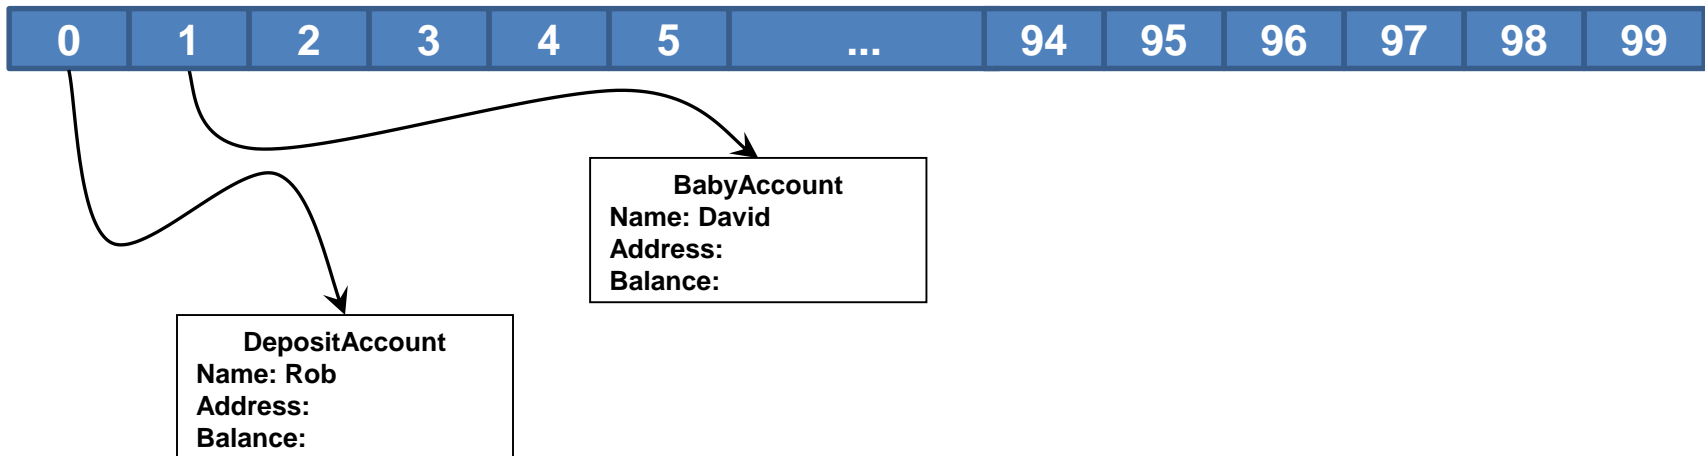 0 1 2 3 4 5 ... 94 95 96 97 98 99
BabyAccount
Name: David
Address:
Balance:
DepositAccount
Name: Rob
Address:
Balance: